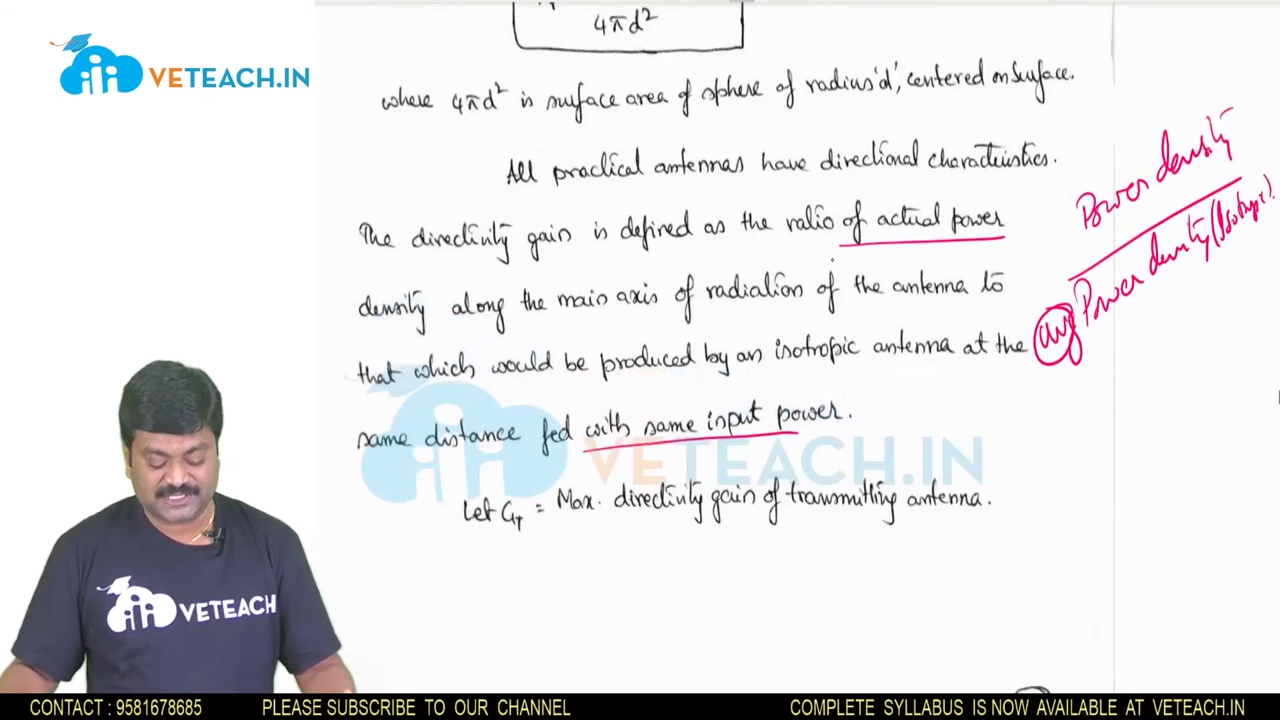 VETEACH.IN
4πd²
where 4πd² is surface area of sphere of radius 'd', centered on surface.
All practical antennas have directional characteristics.
The directivity gain is defined as the ratio of actual power
density along the main axis of radiation of the antenna to
that which would be produced by an isotropic antenna at the
same distance fed with same input power.
Let G_T = Max. directivity gain of transmitting antenna.
Power density
avg Power density (Isotropic).
VETEACH.IN
VETEACH
CONTACT : 9581678685 PLEASE SUBSCRIBE TO OUR CHANNEL COMPLETE SYLLABUS IS NOW AVAILABLE AT VETEACH.IN